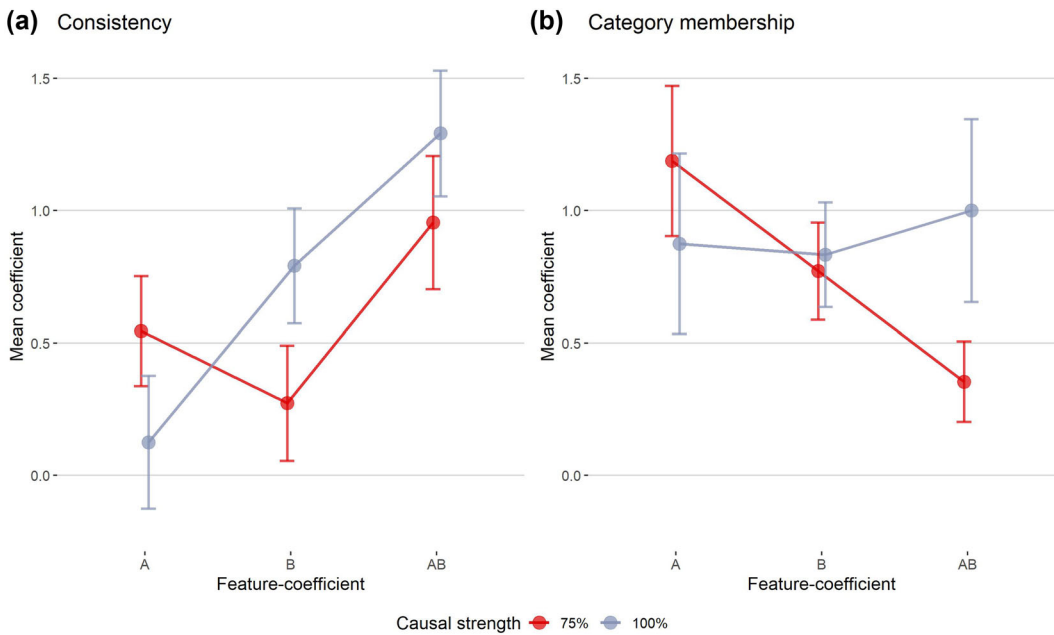 (a) Consistency
Mean coefficient
1.5
1.0
0.5
0.0
A B AB
Feature-coefficient
(b) Category membership
Mean coefficient
1.5
1.0
0.5
0.0
A B AB
Feature-coefficient
Causal strength 75% 100%